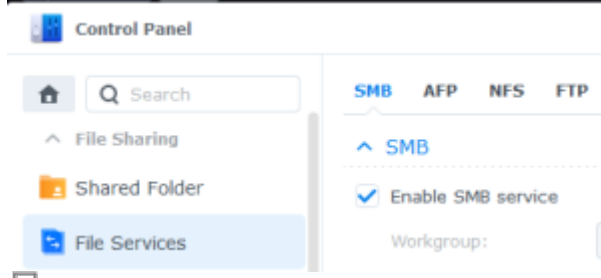 Control Panel
Search
SMB AFP NFS FTP
File Sharing
SMB
Shared Folder
Enable SMB service
File Services
Workgroup: